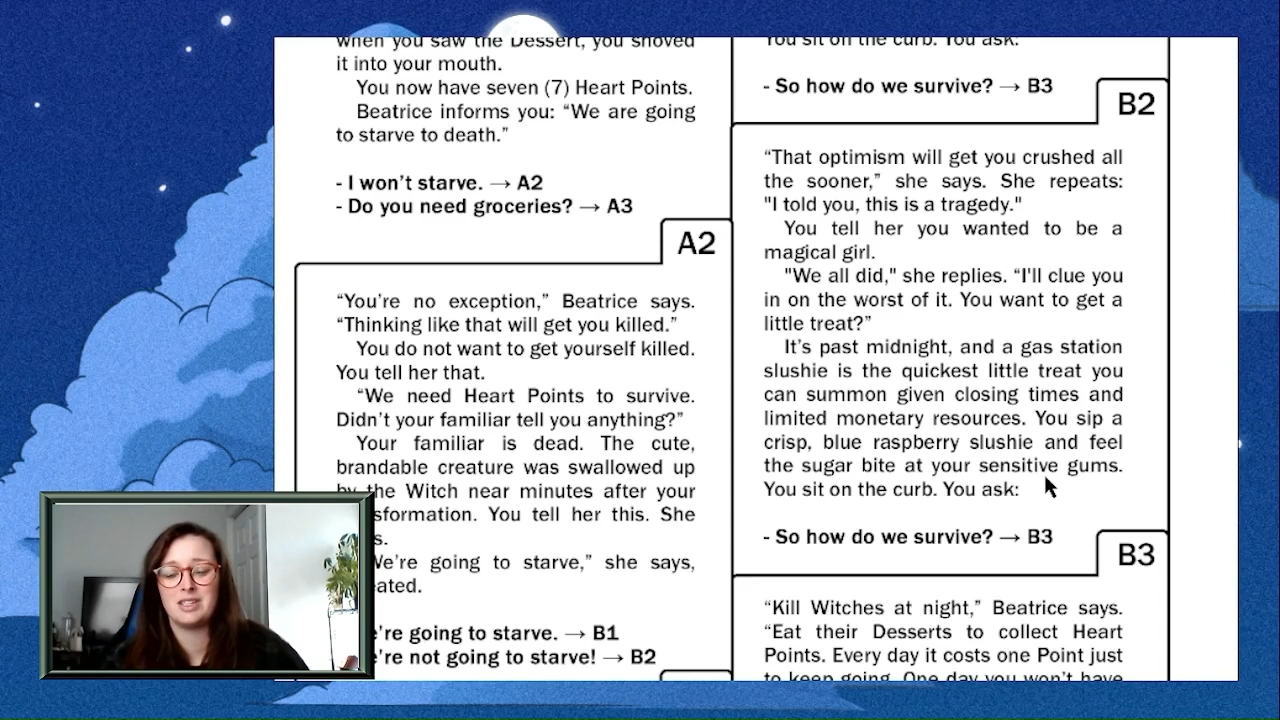 when you saw the Dessert, you shoved
it into your mouth.
You now have seven (7) Heart Points.
Beatrice informs you: “We are going
to starve to death.”
- I won’t starve. → A2
- Do you need groceries? → A3
A2
“You’re no exception,” Beatrice says.
“Thinking like that will get you killed.”
You do not want to get yourself killed.
You tell her that.
“We need Heart Points to survive.
Didn’t your familiar tell you anything?”
Your familiar is dead. The cute,
brandable creature was swallowed up
by the Witch near minutes after your
sformation. You tell her this. She
s.
We’re going to starve,” she says,
eated.
e’re going to starve. → B1
e’re not going to starve! → B2
You sit on the curb. You ask:
- So how do we survive? → B3
B2
“That optimism will get you crushed all
the sooner,” she says. She repeats:
"I told you, this is a tragedy."
You tell her you wanted to be a
magical girl.
"We all did," she replies. “I'll clue you
in on the worst of it. You want to get a
little treat?”
It’s past midnight, and a gas station
slushie is the quickest little treat you
can summon given closing times and
limited monetary resources. You sip a
crisp, blue raspberry slushie and feel
the sugar bite at your sensitive gums.
You sit on the curb. You ask:
- So how do we survive? → B3
B3
“Kill Witches at night,” Beatrice says.
“Eat their Desserts to collect Heart
Points. Every day it costs one Point just
to keep going. One day you won’t have